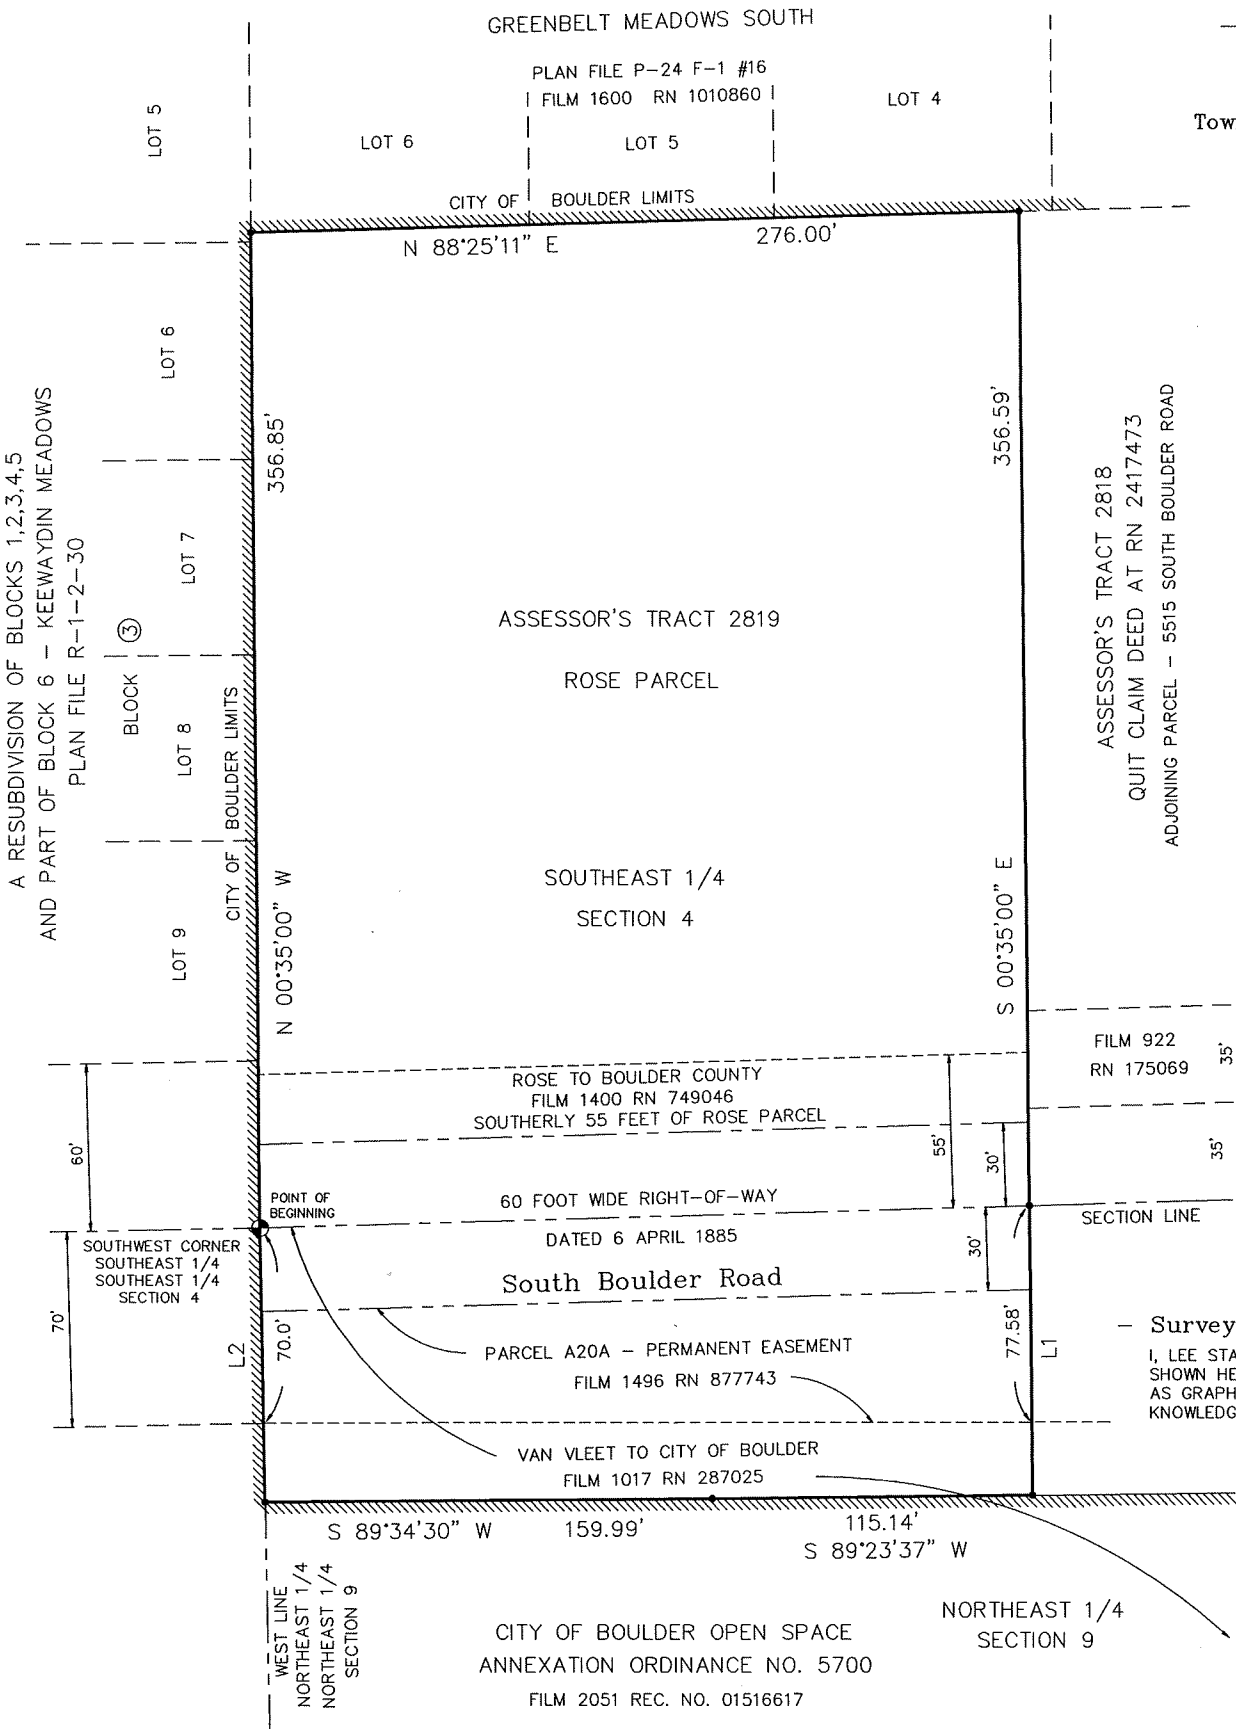 GREENBELT MEADOWS SOUTH
PLAN FILE P-24 F-1 #16
FILM 1600 RN 1010860
LOT 5
LOT 6
LOT 5
LOT 4
CITY OF BOULDER LIMITS
N 88°25'11" E
276.00'
LOT 6
LOT 7
LOT 8
LOT 9
BLOCK 3
A RESUBDIVISION OF BLOCKS 1,2,3,4,5
AND PART OF BLOCK 6 - KEEWAYDIN MEADOWS
PLAN FILE R-1-2-30
CITY OF BOULDER LIMITS
356.85'
N 00°35'00" W
356.59'
S 00°35'00" E
ASSESSOR'S TRACT 2819
ROSE PARCEL
SOUTHEAST 1/4
SECTION 4
ASSESSOR'S TRACT 2818
QUIT CLAIM DEED AT RN 2417473
ADJOINING PARCEL - 5515 SOUTH BOULDER ROAD
FILM 922
RN 175069
35'
35'
ROSE TO BOULDER COUNTY
FILM 1400 RN 749046
SOUTHERLY 55 FEET OF ROSE PARCEL
60'
55'
30'
POINT OF
BEGINNING
60 FOOT WIDE RIGHT-OF-WAY
SECTION LINE
DATED 6 APRIL 1885
30'
SOUTHWEST CORNER
SOUTHEAST 1/4
SOUTHEAST 1/4
SECTION 4
South Boulder Road
70'
L2
70.0'
77.58'
L1
PARCEL A20A - PERMANENT EASEMENT
FILM 1496 RN 877743
- Survey
I, LEE STA
SHOWN HE
AS GRAPH
KNOWLEDG
VAN VLEET TO CITY OF BOULDER
FILM 1017 RN 287025
S 89°34'30" W
159.99'
115.14'
S 89°23'37" W
WEST LINE
NORTHEAST 1/4
NORTHEAST 1/4
SECTION 9
CITY OF BOULDER OPEN SPACE
ANNEXATION ORDINANCE NO. 5700
FILM 2051 REC. NO. 01516617
NORTHEAST 1/4
SECTION 9